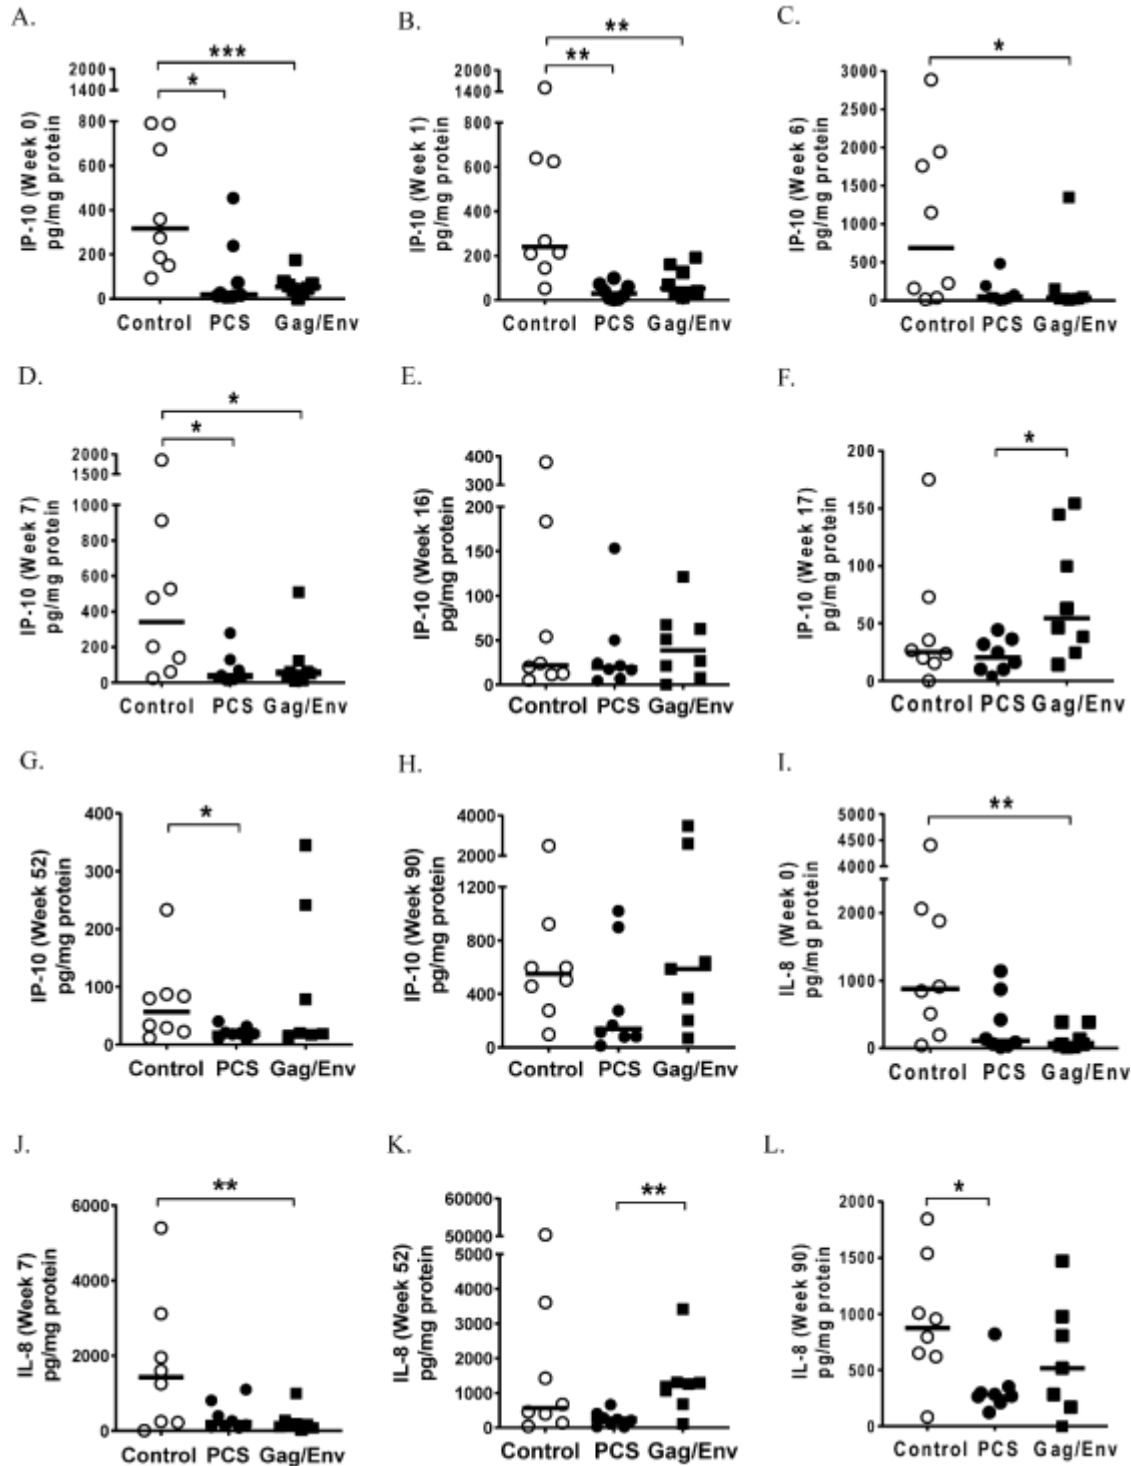 A.
***
*
2000
1400
800
600
400
200
0
IP-10 (Week 0)
pg/mg protein
Control PCS Gag/Env
B.
**
**
2000
1400
800
600
400
200
0
IP-10 (Week 1)
pg/mg protein
Control PCS Gag/Env
C.
*
3000
2500
2000
1500
1000
500
0
IP-10 (Week 6)
pg/mg protein
Control PCS Gag/Env
D.
*
*
2000
1500
1000
800
600
400
200
0
IP-10 (Week 7)
pg/mg protein
Control PCS Gag/Env
E.
400
300
200
150
100
50
0
IP-10 (Week 16)
pg/mg protein
Control PCS Gag/Env
F.
*
200
150
100
50
0
IP-10 (Week 17)
pg/mg protein
Control PCS Gag/Env
G.
*
400
300
200
100
0
IP-10 (Week 52)
pg/mg protein
Control PCS Gag/Env
H.
4000
2000
1200
800
400
0
IP-10 (Week 90)
pg/mg protein
Control PCS Gag/Env
I.
**
5000
4500
4000
2000
1000
0
IL-8 (Week 0)
pg/mg protein
Control PCS Gag/Env
J.
**
6000
4000
2000
0
IL-8 (Week 7)
pg/mg protein
Control PCS Gag/Env
K.
**
60000
50000
5000
4000
3000
2000
1000
0
IL-8 (Week 52)
pg/mg protein
Control PCS Gag/Env
L.
*
2000
1500
1000
500
0
IL-8 (Week 90)
pg/mg protein
Control PCS Gag/Env